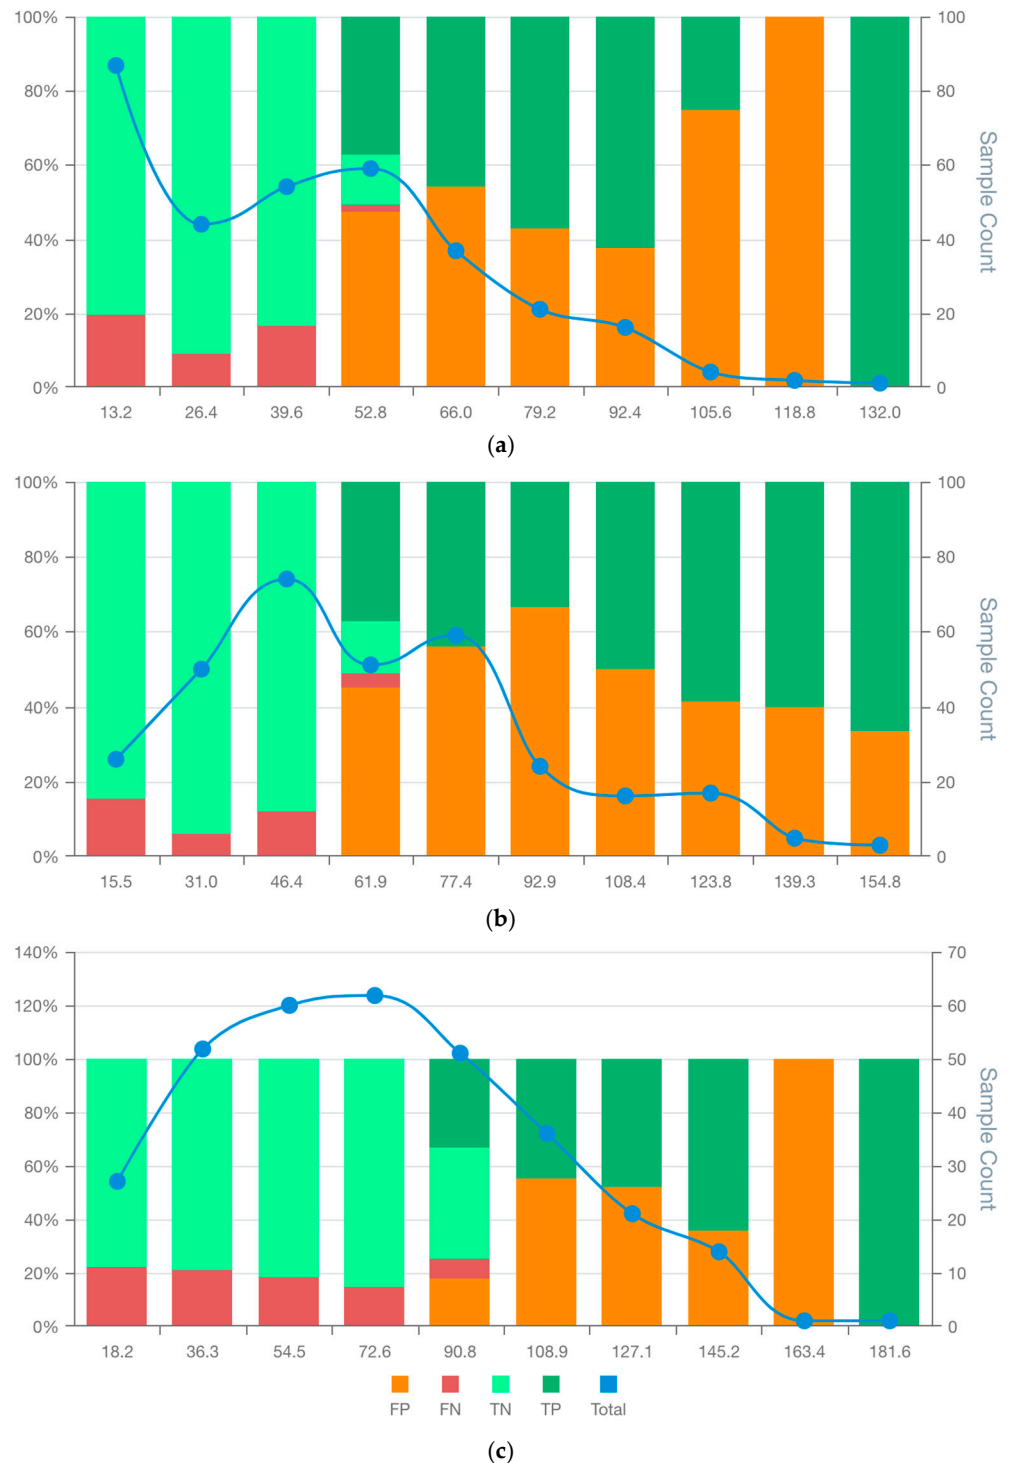 100% 100
80% 80
60% 60
40% 40
20% 20
0% 0
Sample Count
13.2 26.4 39.6 52.8 66.0 79.2 92.4 105.6 118.8 132.0
(a)
100% 100
80% 80
60% 60
40% 40
20% 20
0% 0
Sample Count
15.5 31.0 46.4 61.9 77.4 92.9 108.4 123.8 139.3 154.8
(b)
140% 70
120% 60
100% 50
80% 40
60% 30
40% 20
20% 10
0% 0
Sample Count
18.2 36.3 54.5 72.6 90.8 108.9 127.1 145.2 163.4 181.6
FP FN TN TP Total
(c)